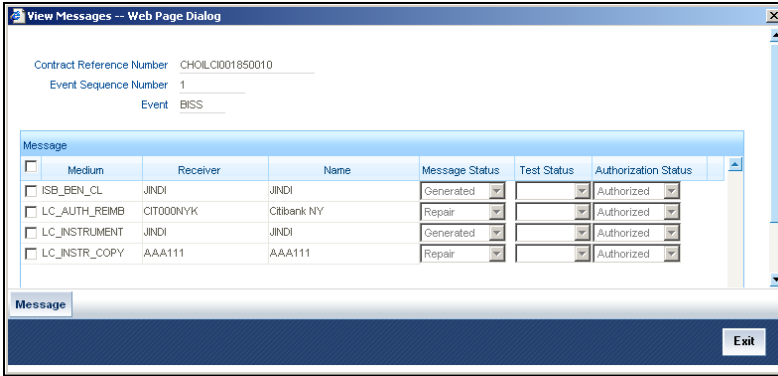 View Messages -- Web Page Dialog
Contract Reference Number CHOILCI001850010
Event Sequence Number 1
Event BISS
Message
Medium Receiver Name Message Status Test Status Authorization Status
ISB_BEN_CL JINDI JINDI Generated Authorized
LC_AUTH_REIMB CIT000NYK Citibank NY Repair Authorized
LC_INSTRUMENT JINDI JINDI Generated Authorized
LC_INSTR_COPY AAA111 AAA111 Repair Authorized
Message
Exit